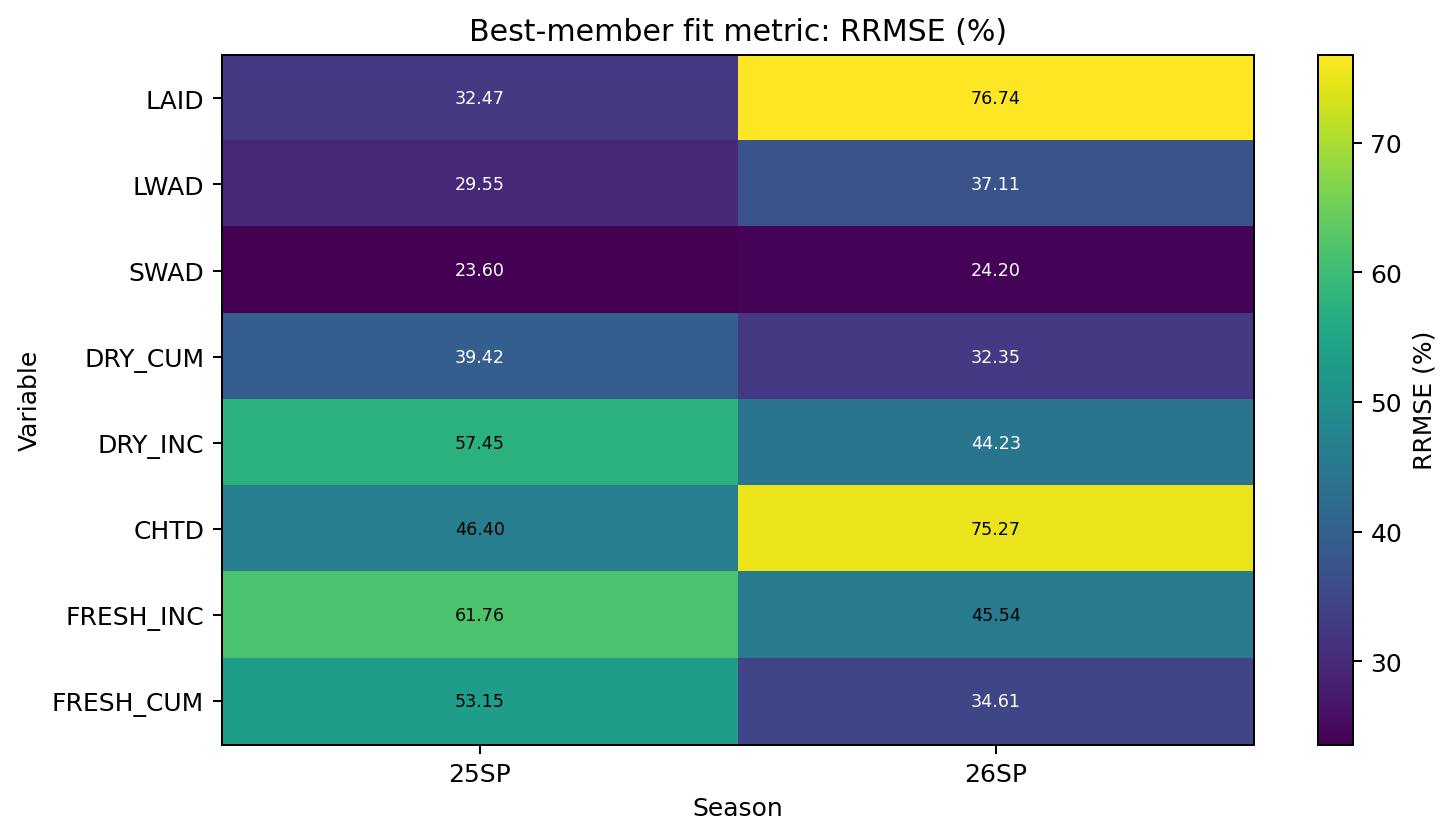 Best-member fit metric: RRMSE (%)
Variable
LAID 32.47 76.74
LWAD 29.55 37.11
SWAD 23.60 24.20
DRY_CUM 39.42 32.35
DRY_INC 57.45 44.23
CHTD 46.40 75.27
FRESH_INC 61.76 45.54
FRESH_CUM 53.15 34.61
25SP 26SP
Season
70
60
50
40
30
RRMSE (%)